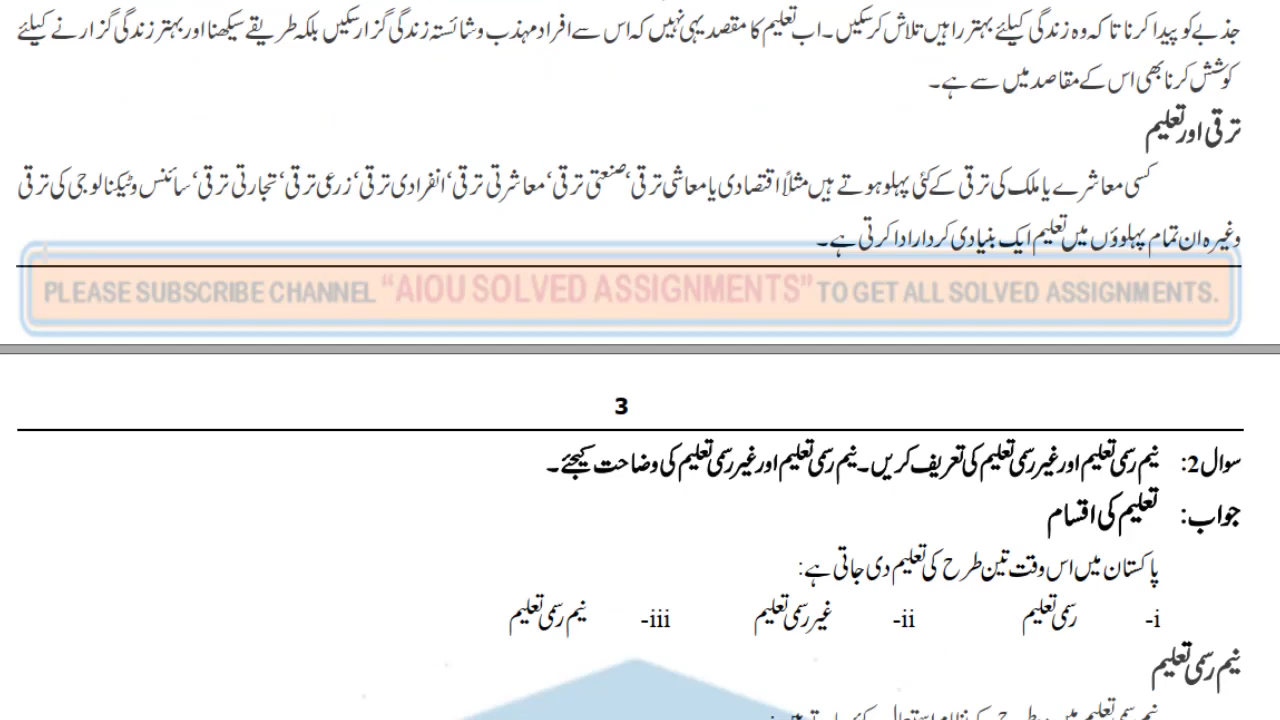 جذبے کو پیدا کرنا تا کہ وہ زندگی کیلئے بہتر راہیں تلاش کر سکیں۔ اب تعلیم کا مقصد یہی نہیں کہ اس سے افراد مہذب و شائستہ زندگی گزار سکیں بلکہ طریقے سیکھنا اور بہتر زندگی گزارنے کیلئے
کوشش کرنا بھی اس کے مقاصد میں سے ہے۔
ترقی اور تعلیم
کسی معاشرے یا ملک کی ترقی کے کئی پہلو ہوتے ہیں مثلاً اقتصادی یا معاشی ترقی‘ صنعتی ترقی‘ معاشرتی ترقی‘ انفرادی ترقی‘ زرعی ترقی‘ تجارتی ترقی‘ سائنس و ٹیکنالوجی کی ترقی
وغیرہ ان تمام پہلوؤں میں تعلیم ایک بنیادی کردار ادا کرتی ہے۔
PLEASE SUBSCRIBE CHANNEL “AIOU SOLVED ASSIGNMENTS” TO GET ALL SOLVED ASSIGNMENTS.
3
سوال 2: نیم رسمی تعلیم اور غیر رسمی تعلیم کی تعریف کریں۔ نیم رسمی تعلیم اور غیر رسمی تعلیم کی وضاحت کیجئے۔
جواب: تعلیم کی اقسام
پاکستان میں اس وقت تین طرح کی تعلیم دی جاتی ہے:
i- رسمی تعلیم ii- غیر رسمی تعلیم iii- نیم رسمی تعلیم
نیم رسمی تعلیم